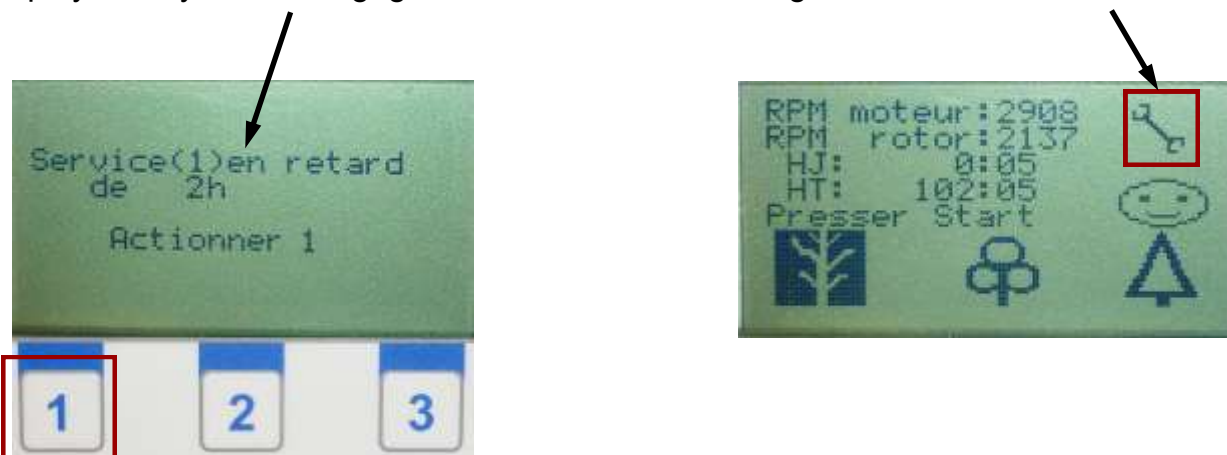 Service(1)en retard
de 2h
Actionner 1
1
2
3
RPM moteur:2908
RPM rotor:2137
HJ: 0:05
HT: 102:05
Presser Start